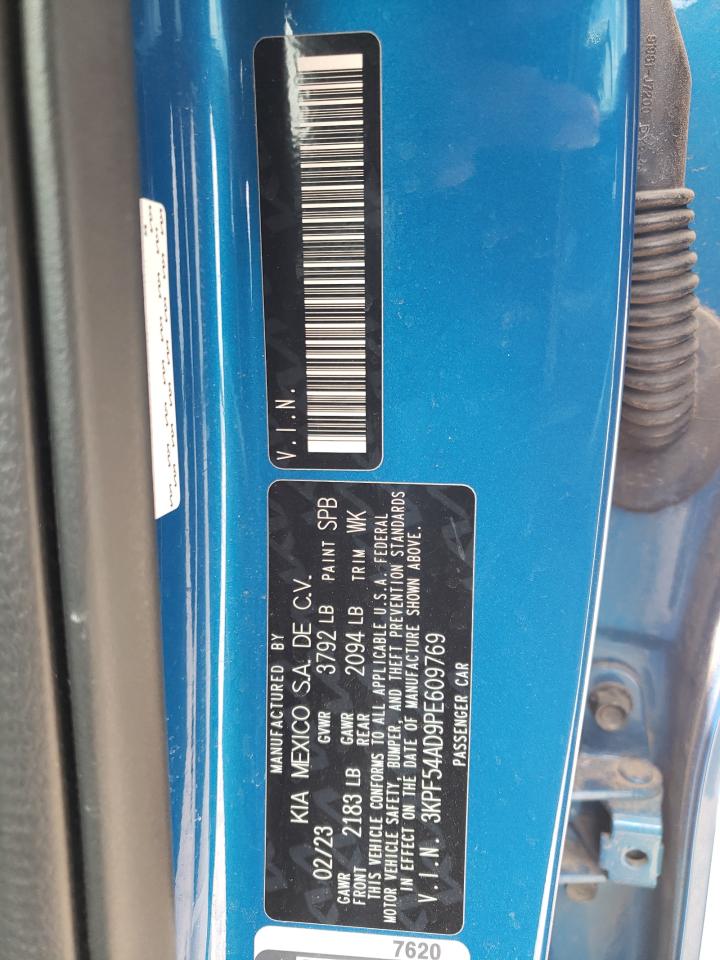 V.I.N.
MANUFACTURED BY
KIA MEXICO S.A. DE C.V.
02/23 GVWR 3792 LB PAINT SPB
GAWR FRONT 2183 LB GAWR REAR 2094 LB TRIM WK
THIS VEHICLE CONFORMS TO ALL APPLICABLE U.S.A. FEDERAL
MOTOR VEHICLE SAFETY, BUMPER, AND THEFT PREVENTION STANDARDS
IN EFFECT ON THE DATE OF MANUFACTURE SHOWN ABOVE.
V.I.N. 3KPF54AD9PE609769
PASSENGER CAR
7620